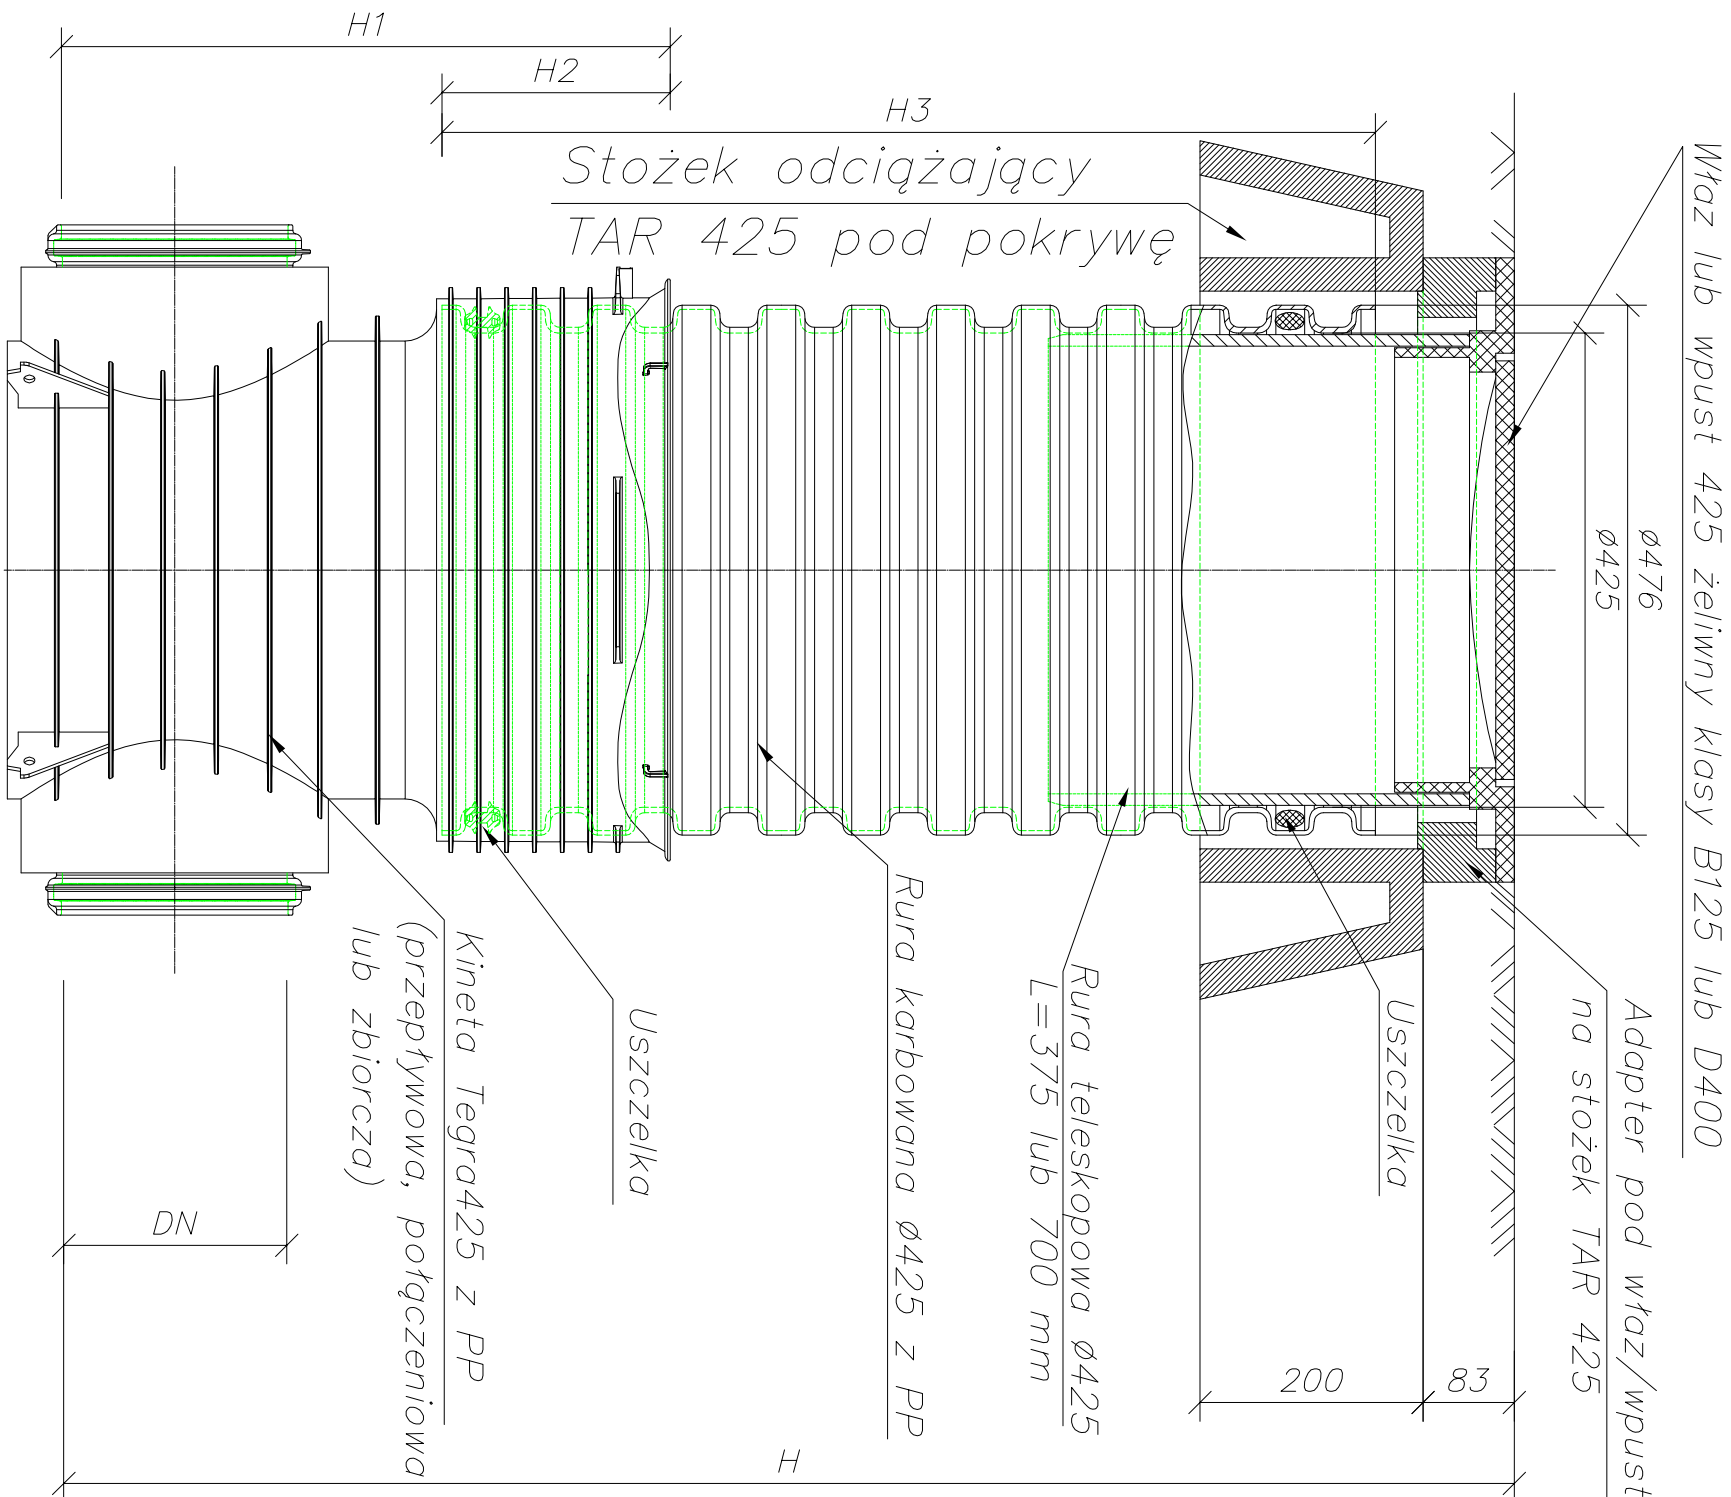 H1
H2
H3
Stożek odciążający
TAR 425 pod pokrywę
Właz lub wpust 425 żeliwny klasy B125 lub D400
Ø476
Ø425
Adapter pod właz/wpust
na stożek TAR 425
Uszczelka
Rura teleskopowa Ø425
L=375 lub 700 mm
Rura karbowana Ø425 z PP
Uszczelka
Kineta Tegra425 z PP
(przepływowa, połączeniowa
lub zbiorcza)
DN
200
83
H